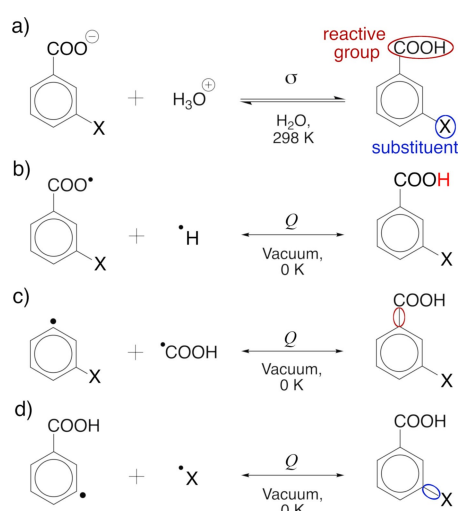 a)
COO⊖
X
+
H₃O⊕
σ
H₂O,
298 K
reactive
group
COOH
X
substituent
b)
COO•
X
+
•H
Q
Vacuum,
0 K
COOH
X
c)
•
X
+
•COOH
Q
Vacuum,
0 K
COOH
X
d)
COOH
•
+
•X
Q
Vacuum,
0 K
COOH
X